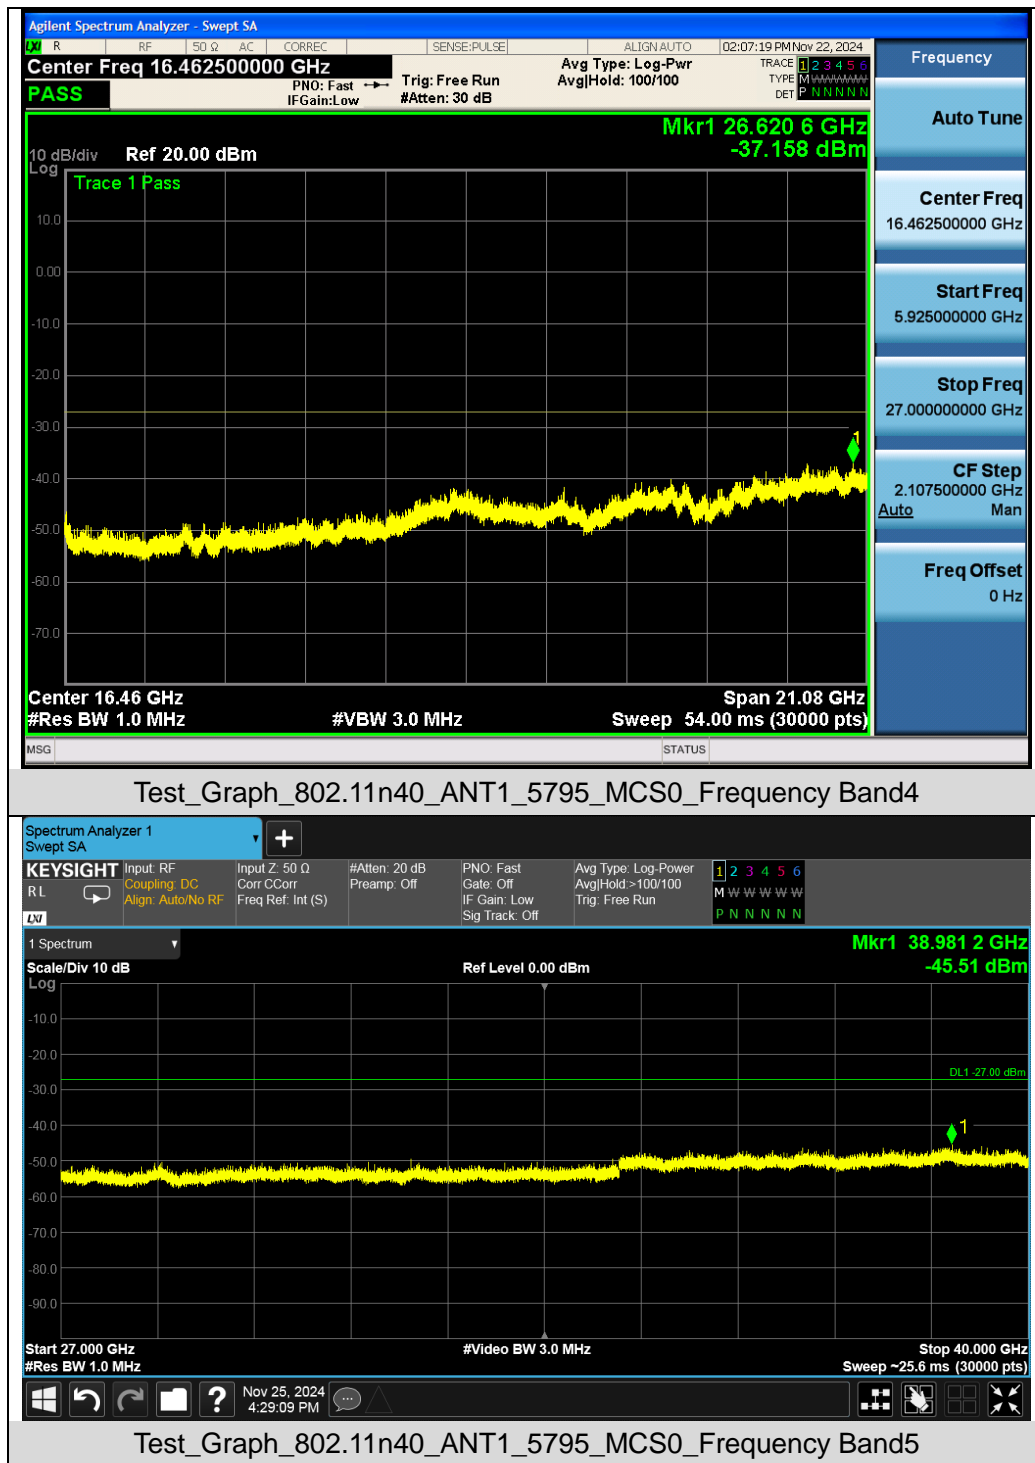 Agilent Spectrum Analyzer - Swept SA
LXI R RF 50 Ω AC CORREC SENSE:PULSE ALIGN AUTO 02:07:19 PM Nov 22, 2024
Center Freq 16.462500000 GHz
PNO: Fast
IFGain:Low
Trig: Free Run
#Atten: 30 dB
Avg Type: Log-Pwr
Avg|Hold: 100/100
TRACE 1 2 3 4 5 6
TYPE M W W W W W
DET P N N N N N
PASS
Mkr1 26.620 6 GHz
-37.158 dBm
10 dB/div Ref 20.00 dBm
Log
Trace 1 Pass
10.0
0.00
-10.0
-20.0
-30.0
-40.0
-50.0
-60.0
-70.0
1
Center 16.46 GHz Span 21.08 GHz
#Res BW 1.0 MHz #VBW 3.0 MHz Sweep 54.00 ms (30000 pts)
MSG STATUS
Frequency
Auto Tune
Center Freq
16.462500000 GHz
Start Freq
5.925000000 GHz
Stop Freq
27.000000000 GHz
CF Step
2.107500000 GHz
Auto Man
Freq Offset
0 Hz
Test_Graph_802.11n40_ANT1_5795_MCS0_Frequency Band4
Spectrum Analyzer 1
Swept SA
+
KEYSIGHT
RL
LXI
Input: RF
Coupling: DC
Align: Auto/No RF
Input Z: 50 Ω
Corr CCorr
Freq Ref: Int (S)
#Atten: 20 dB
Preamp: Off
PNO: Fast
Gate: Off
IF Gain: Low
Sig Track: Off
Avg Type: Log-Power
Avg|Hold:>100/100
Trig: Free Run
1 2 3 4 5 6
M W W W W W
P N N N N N
1 Spectrum
Mkr1 38.981 2 GHz
Scale/Div 10 dB Ref Level 0.00 dBm -45.51 dBm
Log
-10.0
-20.0
DL1 -27.00 dBm
-30.0
-40.0
1
-50.0
-60.0
-70.0
-80.0
-90.0
Start 27.000 GHz #Video BW 3.0 MHz Stop 40.000 GHz
#Res BW 1.0 MHz Sweep ~25.6 ms (30000 pts)
?
Nov 25, 2024
4:29:09 PM
Test_Graph_802.11n40_ANT1_5795_MCS0_Frequency Band5